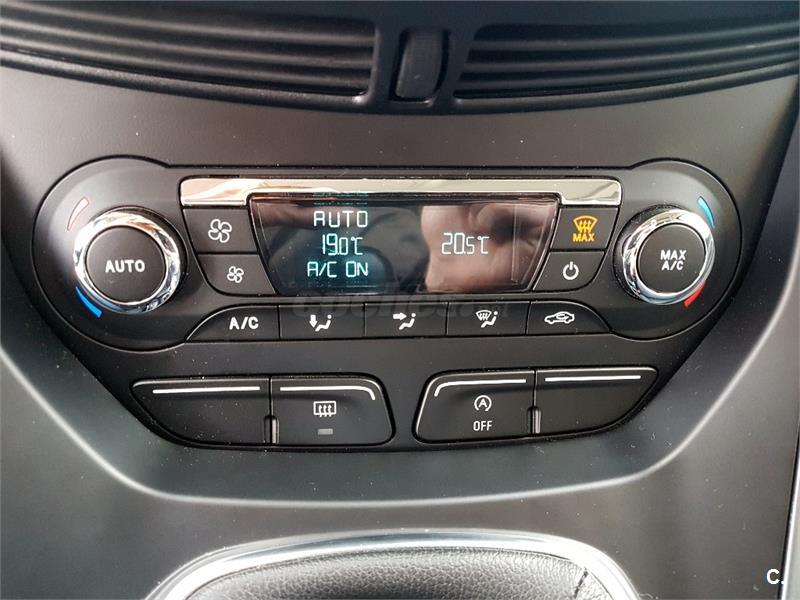 AUTO
19.0°C 20.5°C
A/C ON
MAX
AUTO
MAX
A/C
A/C
A
OFF
C.